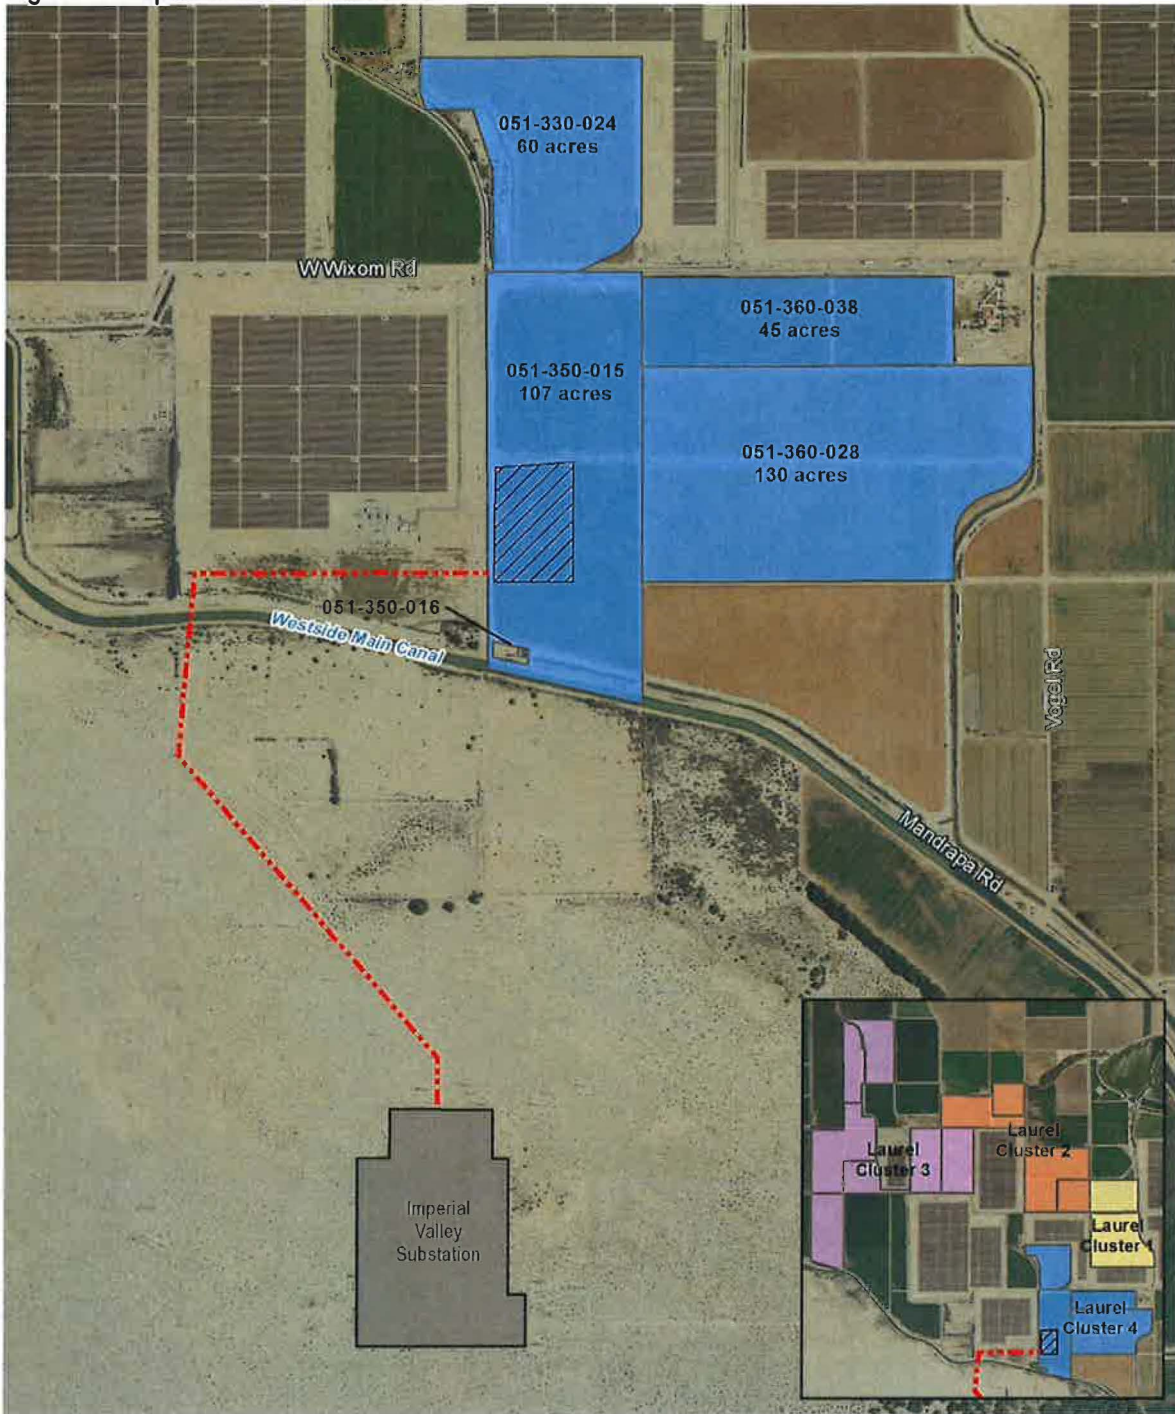 051-330-024
60 acres
W Wixom Rd
051-360-038
45 acres
051-350-015
107 acres
051-360-028
130 acres
051-350-016
Westside Main Canal
Vogel Rd
Mandrapa Rd
Imperial
Valley
Substation
Laurel
Cluster 2
Laurel
Cluster 3
Laurel
Cluster 1
Laurel
Cluster 4